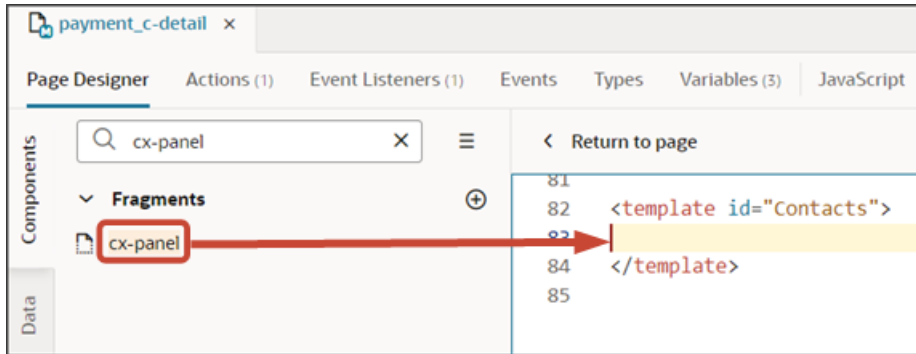 payment_c-detail ×
Page Designer Actions (1) Event Listeners (1) Events Types Variables (3) JavaScript
Components
Data
cx-panel
Fragments
cx-panel
Return to page
81
82 <template id="Contacts">
83
84 </template>
85